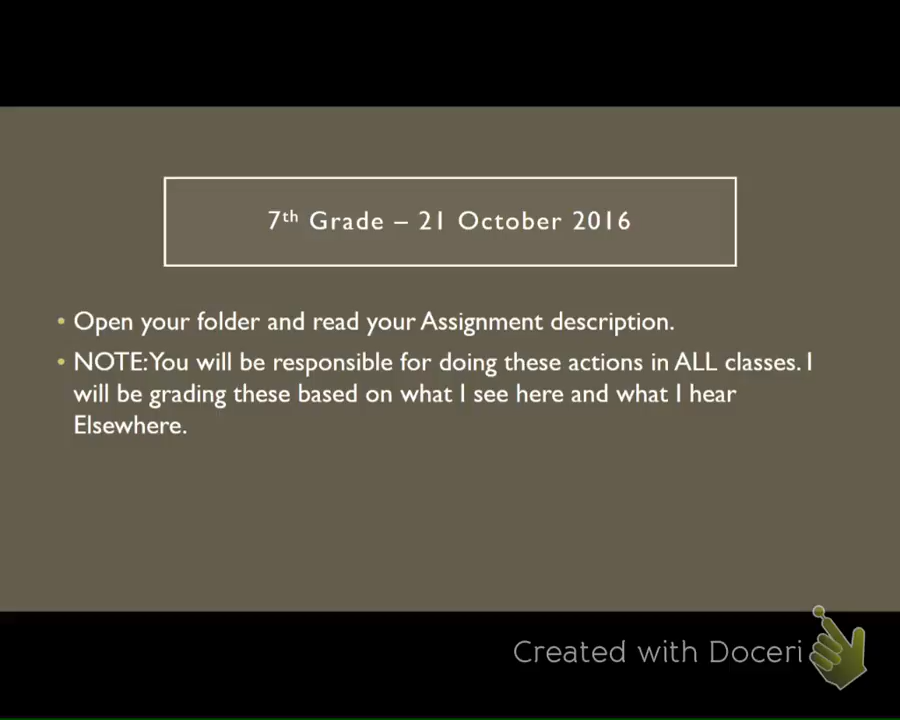 7th Grade – 21 October 2016
• Open your folder and read your Assignment description.
• NOTE: You will be responsible for doing these actions in ALL classes. I
will be grading these based on what I see here and what I hear
Elsewhere.
Created with Doceri